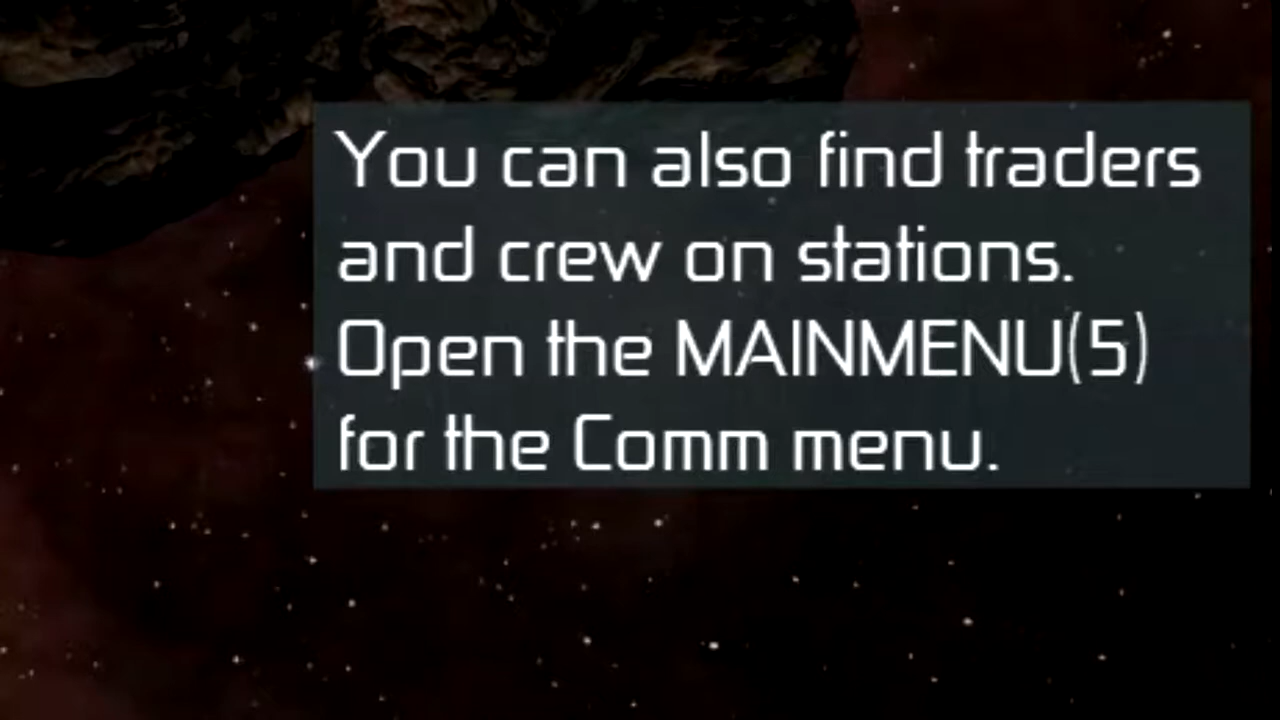 You can also find traders
and crew on stations.
Open the MAINMENU(5)
for the Comm menu.